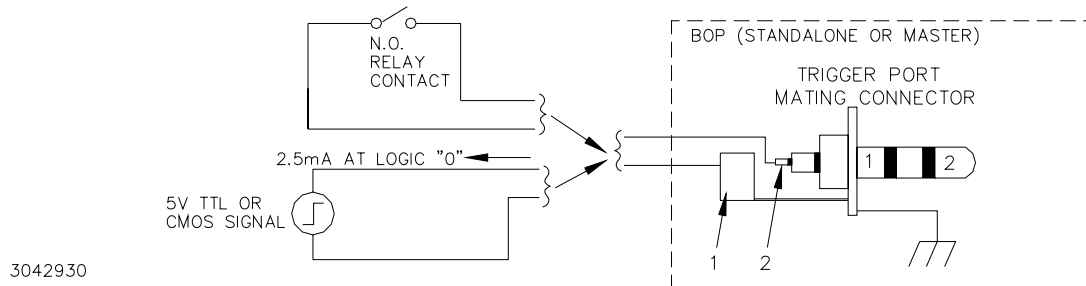 N.O.
RELAY
CONTACT
BOP (STANDALONE OR MASTER)
TRIGGER PORT
MATING CONNECTOR
2.5mA AT LOGIC "0"
5V TTL OR
CMOS SIGNAL
1 2
1 2
3042930